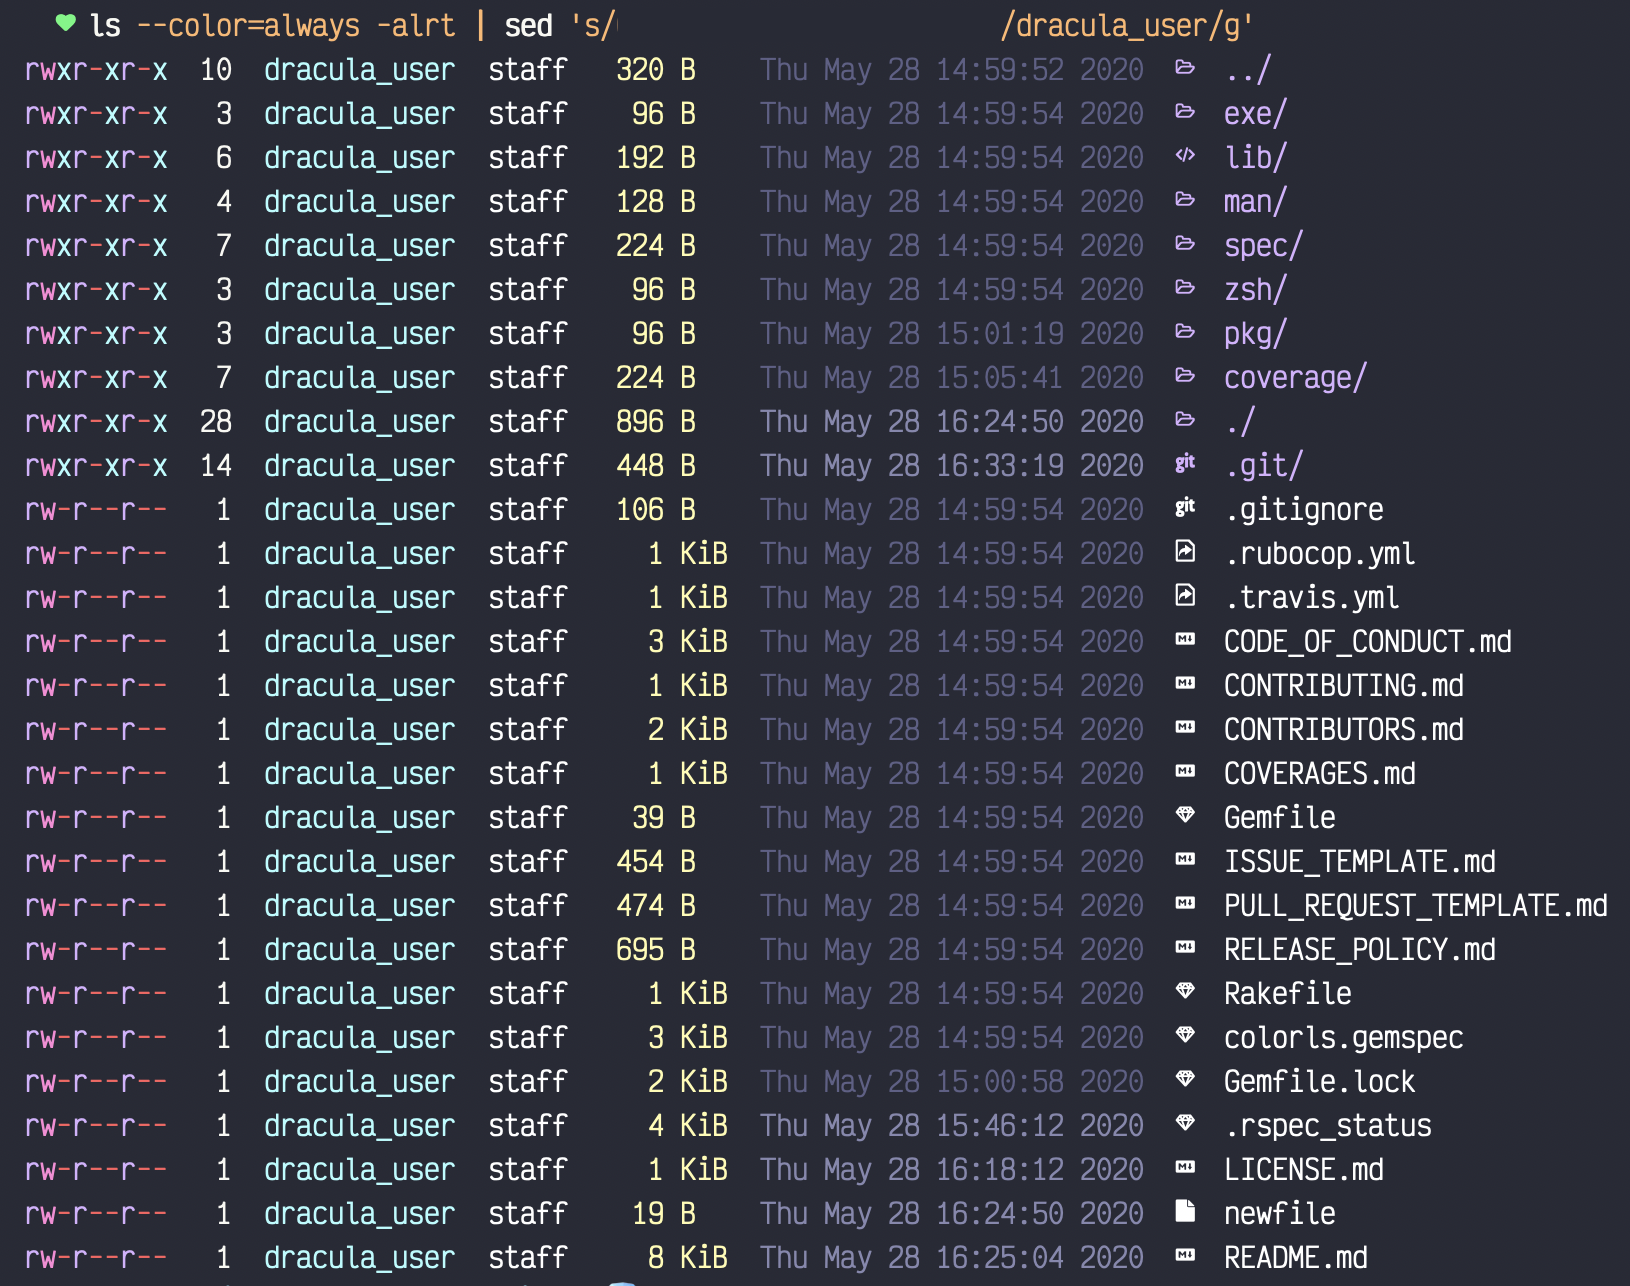 ls --color=always -alrt | sed 's/ /dracula_user/g'
rwxr-xr-x 10 dracula_user staff 320 B Thu May 28 14:59:52 2020 ../
rwxr-xr-x 3 dracula_user staff 96 B Thu May 28 14:59:54 2020 exe/
rwxr-xr-x 6 dracula_user staff 192 B Thu May 28 14:59:54 2020 </> lib/
rwxr-xr-x 4 dracula_user staff 128 B Thu May 28 14:59:54 2020 man/
rwxr-xr-x 7 dracula_user staff 224 B Thu May 28 14:59:54 2020 spec/
rwxr-xr-x 3 dracula_user staff 96 B Thu May 28 14:59:54 2020 zsh/
rwxr-xr-x 3 dracula_user staff 96 B Thu May 28 15:01:19 2020 pkg/
rwxr-xr-x 7 dracula_user staff 224 B Thu May 28 15:05:41 2020 coverage/
rwxr-xr-x 28 dracula_user staff 896 B Thu May 28 16:24:50 2020 ./
rwxr-xr-x 14 dracula_user staff 448 B Thu May 28 16:33:19 2020 git .git/
rw-r--r-- 1 dracula_user staff 106 B Thu May 28 14:59:54 2020 git .gitignore
rw-r--r-- 1 dracula_user staff 1 KiB Thu May 28 14:59:54 2020 .rubocop.yml
rw-r--r-- 1 dracula_user staff 1 KiB Thu May 28 14:59:54 2020 .travis.yml
rw-r--r-- 1 dracula_user staff 3 KiB Thu May 28 14:59:54 2020 CODE_OF_CONDUCT.md
rw-r--r-- 1 dracula_user staff 1 KiB Thu May 28 14:59:54 2020 CONTRIBUTING.md
rw-r--r-- 1 dracula_user staff 2 KiB Thu May 28 14:59:54 2020 CONTRIBUTORS.md
rw-r--r-- 1 dracula_user staff 1 KiB Thu May 28 14:59:54 2020 COVERAGES.md
rw-r--r-- 1 dracula_user staff 39 B Thu May 28 14:59:54 2020 Gemfile
rw-r--r-- 1 dracula_user staff 454 B Thu May 28 14:59:54 2020 ISSUE_TEMPLATE.md
rw-r--r-- 1 dracula_user staff 474 B Thu May 28 14:59:54 2020 PULL_REQUEST_TEMPLATE.md
rw-r--r-- 1 dracula_user staff 695 B Thu May 28 14:59:54 2020 RELEASE_POLICY.md
rw-r--r-- 1 dracula_user staff 1 KiB Thu May 28 14:59:54 2020 Rakefile
rw-r--r-- 1 dracula_user staff 3 KiB Thu May 28 14:59:54 2020 colorls.gemspec
rw-r--r-- 1 dracula_user staff 2 KiB Thu May 28 15:00:58 2020 Gemfile.lock
rw-r--r-- 1 dracula_user staff 4 KiB Thu May 28 15:46:12 2020 .rspec_status
rw-r--r-- 1 dracula_user staff 1 KiB Thu May 28 16:18:12 2020 LICENSE.md
rw-r--r-- 1 dracula_user staff 19 B Thu May 28 16:24:50 2020 newfile
rw-r--r-- 1 dracula_user staff 8 KiB Thu May 28 16:25:04 2020 README.md